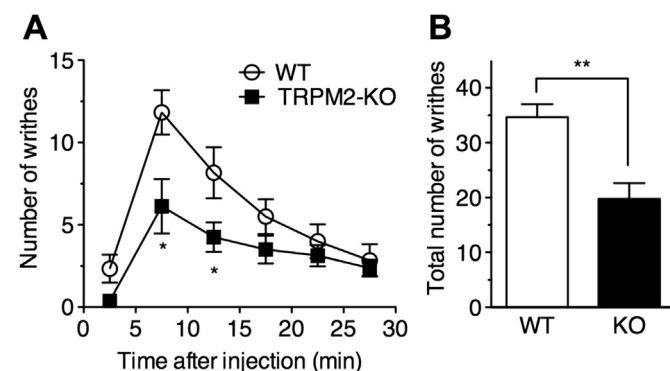 A
Number of writhes
15
10
5
0
WT
TRPM2-KO
*
*
0 5 10 15 20 25 30
Time after injection (min)
B
Total number of writhes
40
30
20
10
0
**
WT KO